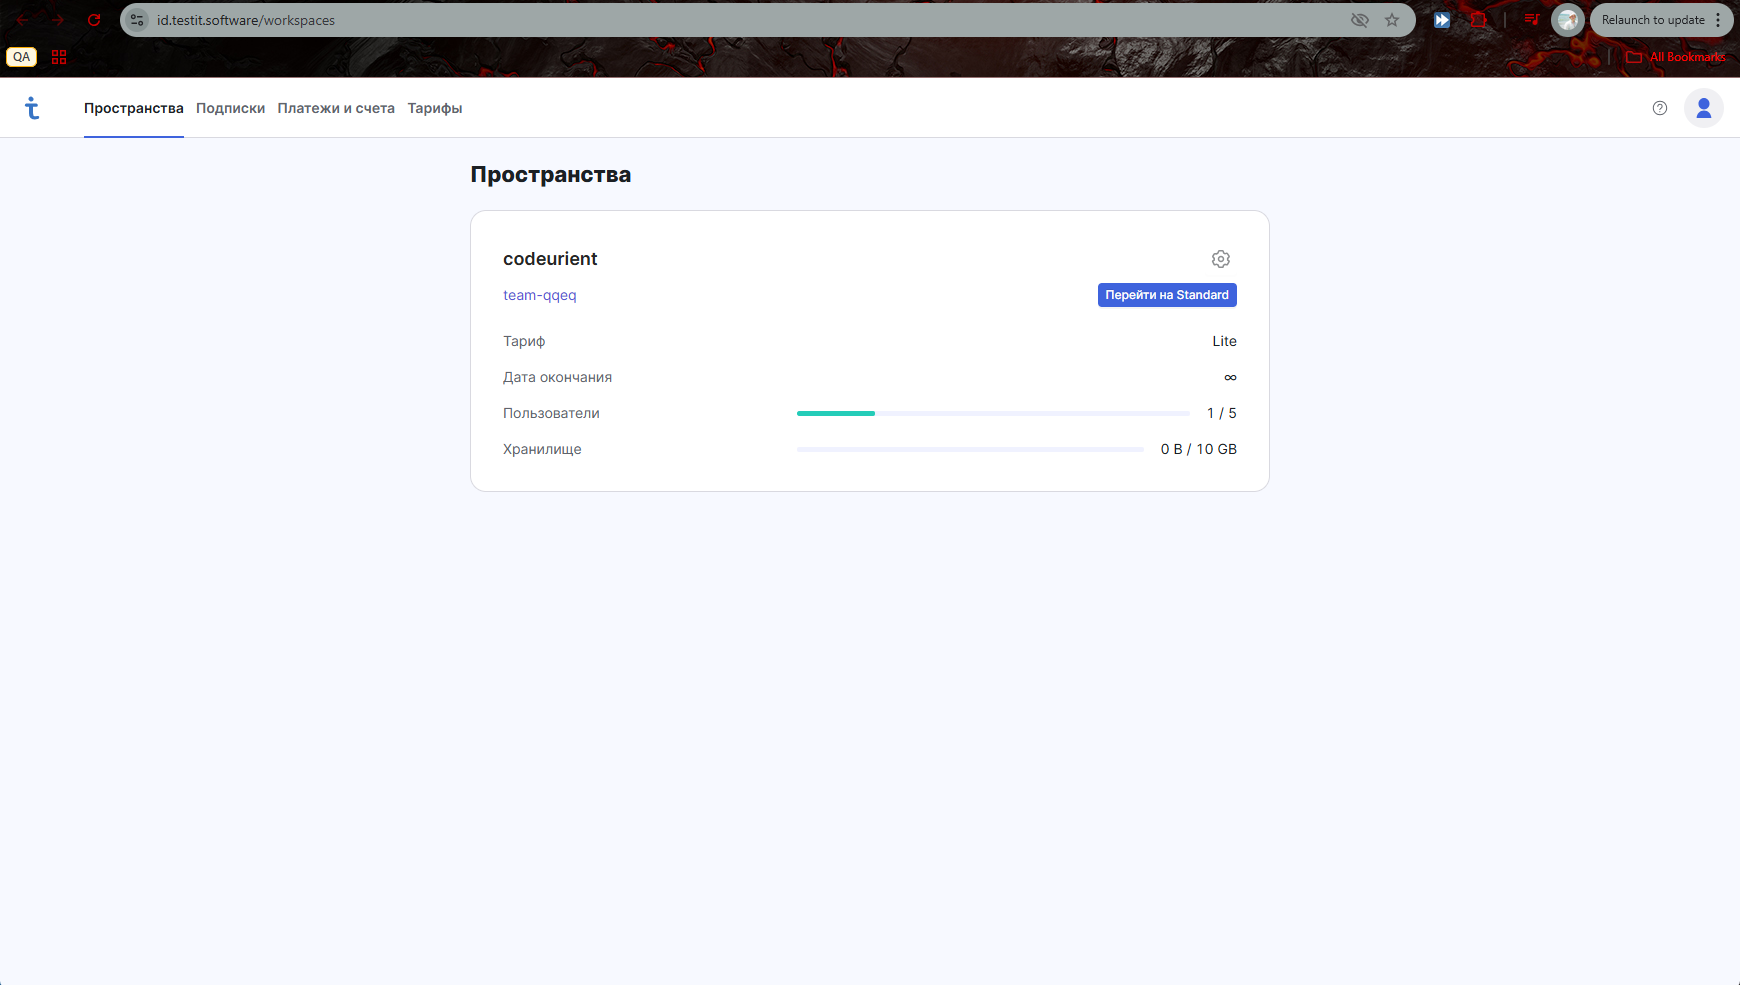 id.testit.software/workspaces
Relaunch to update
QA
All Bookmarks
Пространства Подписки Платежи и счета Тарифы
Пространства
codeurient
team-qqeq
Перейти на Standard
Тариф Lite
Дата окончания ∞
Пользователи 1 / 5
Хранилище 0 B / 10 GB